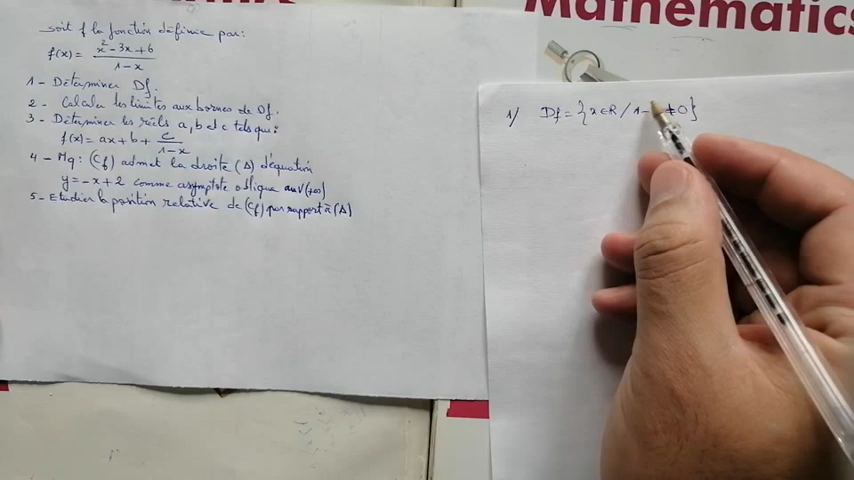 Mathematics
soit f la fonction définie par:
f(x) = x² - 3x + 6 / 1 - x
1 - Déterminer Df.
2 - Calculer les limites aux bornes de Df.
3 - Déterminer les réels a, b et c tels que:
f(x) = ax + b + c / 1 - x
4 - Mq: (Cf) admet la droite (Δ) d'équation
y = -x + 2 comme asymptote oblique au V(+∞)
5 - Etudier la position relative de (Cf) par rapport à (Δ)
1/ Df = {x ∈ R / 1 - ≠ 0}